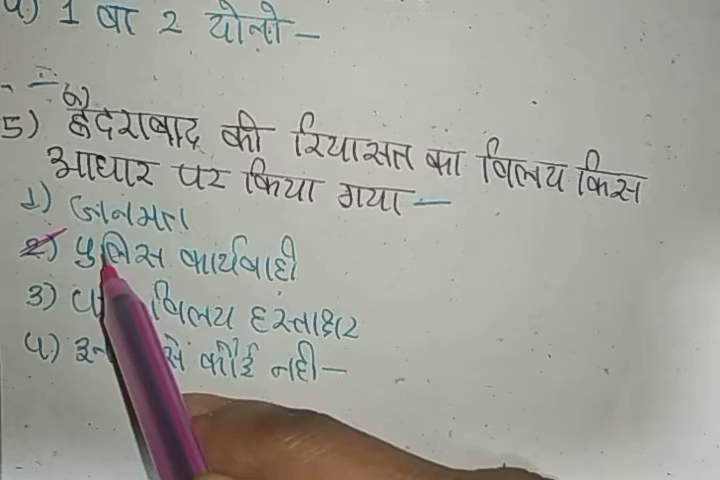 4) 1 वा 2 योनो –
6)
5) हैदराबाद की रियासत का विलय किस
आधार पर किया गया –
1) जनमत
2) पुलिस कार्यवाही
3) विलय हस्ताक्षर
4) से कोई नही –